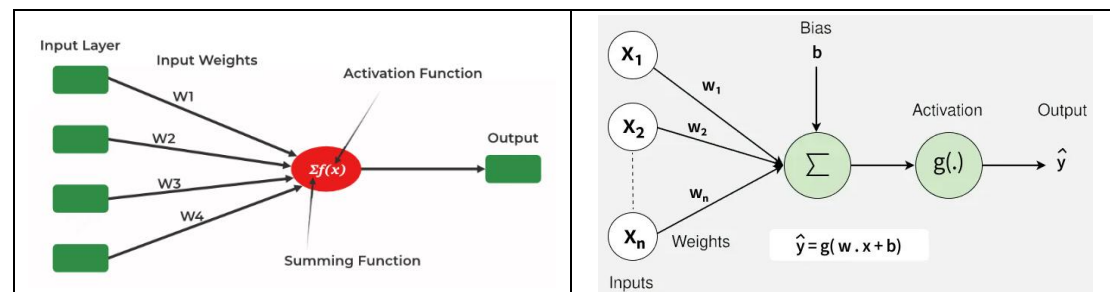 Input Layer
Input Weights
Activation Function
W1
W2
W3
W4
Σf(x)
Output
Summing Function
Bias
b
X1
X2
Xn
w1
w2
wn
Σ
Activation
g(.)
Output
ŷ
Weights
Inputs
ŷ = g( w . x + b)